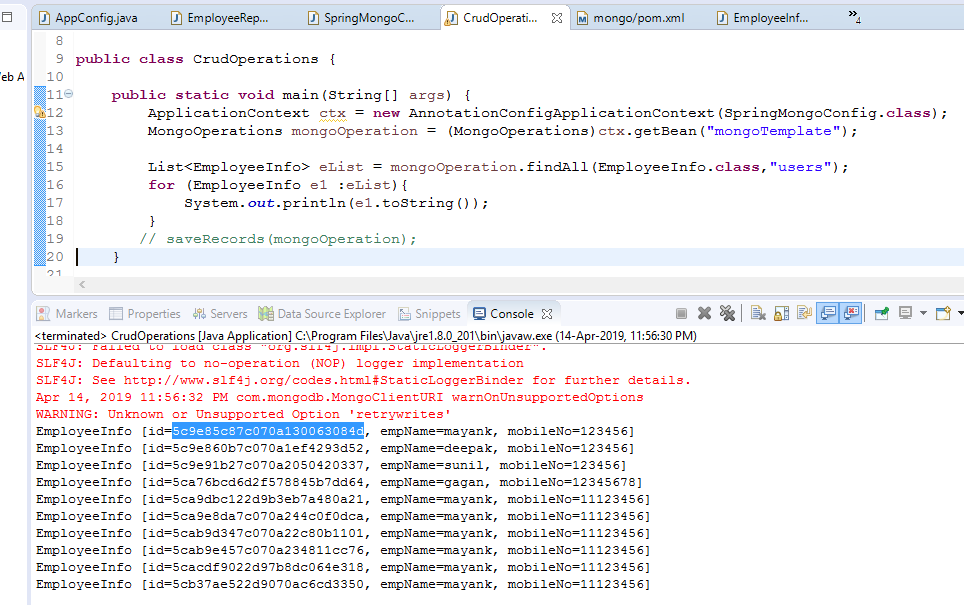 AppConfig.java EmployeeRep... SpringMongoC... CrudOperati... mongo/pom.xml EmployeeInf... »4
8
9 public class CrudOperations {
10
11 public static void main(String[] args) {
12 ApplicationContext ctx = new AnnotationConfigApplicationContext(SpringMongoConfig.class);
13 MongoOperations mongoOperation = (MongoOperations)ctx.getBean("mongoTemplate");
14
15 List<EmployeeInfo> eList = mongoOperation.findAll(EmployeeInfo.class,"users");
16 for (EmployeeInfo e1 :eList){
17 System.out.println(e1.toString());
18 }
19 // saveRecords(mongoOperation);
20 }
21
eb A
Markers Properties Servers Data Source Explorer Snippets Console
<terminated> CrudOperations [Java Application] C:\Program Files\Java\jre1.8.0_201\bin\javaw.exe (14-Apr-2019, 11:56:30 PM)
SLF4J: Failed to load class "org.slf4j.impl.StaticLoggerBinder".
SLF4J: Defaulting to no-operation (NOP) logger implementation
SLF4J: See http://www.slf4j.org/codes.html#StaticLoggerBinder for further details.
Apr 14, 2019 11:56:32 PM com.mongodb.MongoClientURI warnOnUnsupportedOptions
WARNING: Unknown or Unsupported Option 'retrywrites'
EmployeeInfo [id=5c9e85c87c070a130063084d, empName=mayank, mobileNo=123456]
EmployeeInfo [id=5c9e860b7c070a1ef4293d52, empName=deepak, mobileNo=123456]
EmployeeInfo [id=5c9e91b27c070a2050420337, empName=sunil, mobileNo=123456]
EmployeeInfo [id=5ca76bcd6d2f578845b7dd64, empName=gagan, mobileNo=12345678]
EmployeeInfo [id=5ca9dbc122d9b3eb7a480a21, empName=mayank, mobileNo=11123456]
EmployeeInfo [id=5ca9e8da7c070a244c0f0dca, empName=mayank, mobileNo=11123456]
EmployeeInfo [id=5cab9d347c070a22c80b1101, empName=mayank, mobileNo=11123456]
EmployeeInfo [id=5cab9e457c070a234811cc76, empName=mayank, mobileNo=11123456]
EmployeeInfo [id=5cacdf9022d97b8dc064e318, empName=mayank, mobileNo=11123456]
EmployeeInfo [id=5cb37ae522d9070ac6cd3350, empName=mayank, mobileNo=11123456]